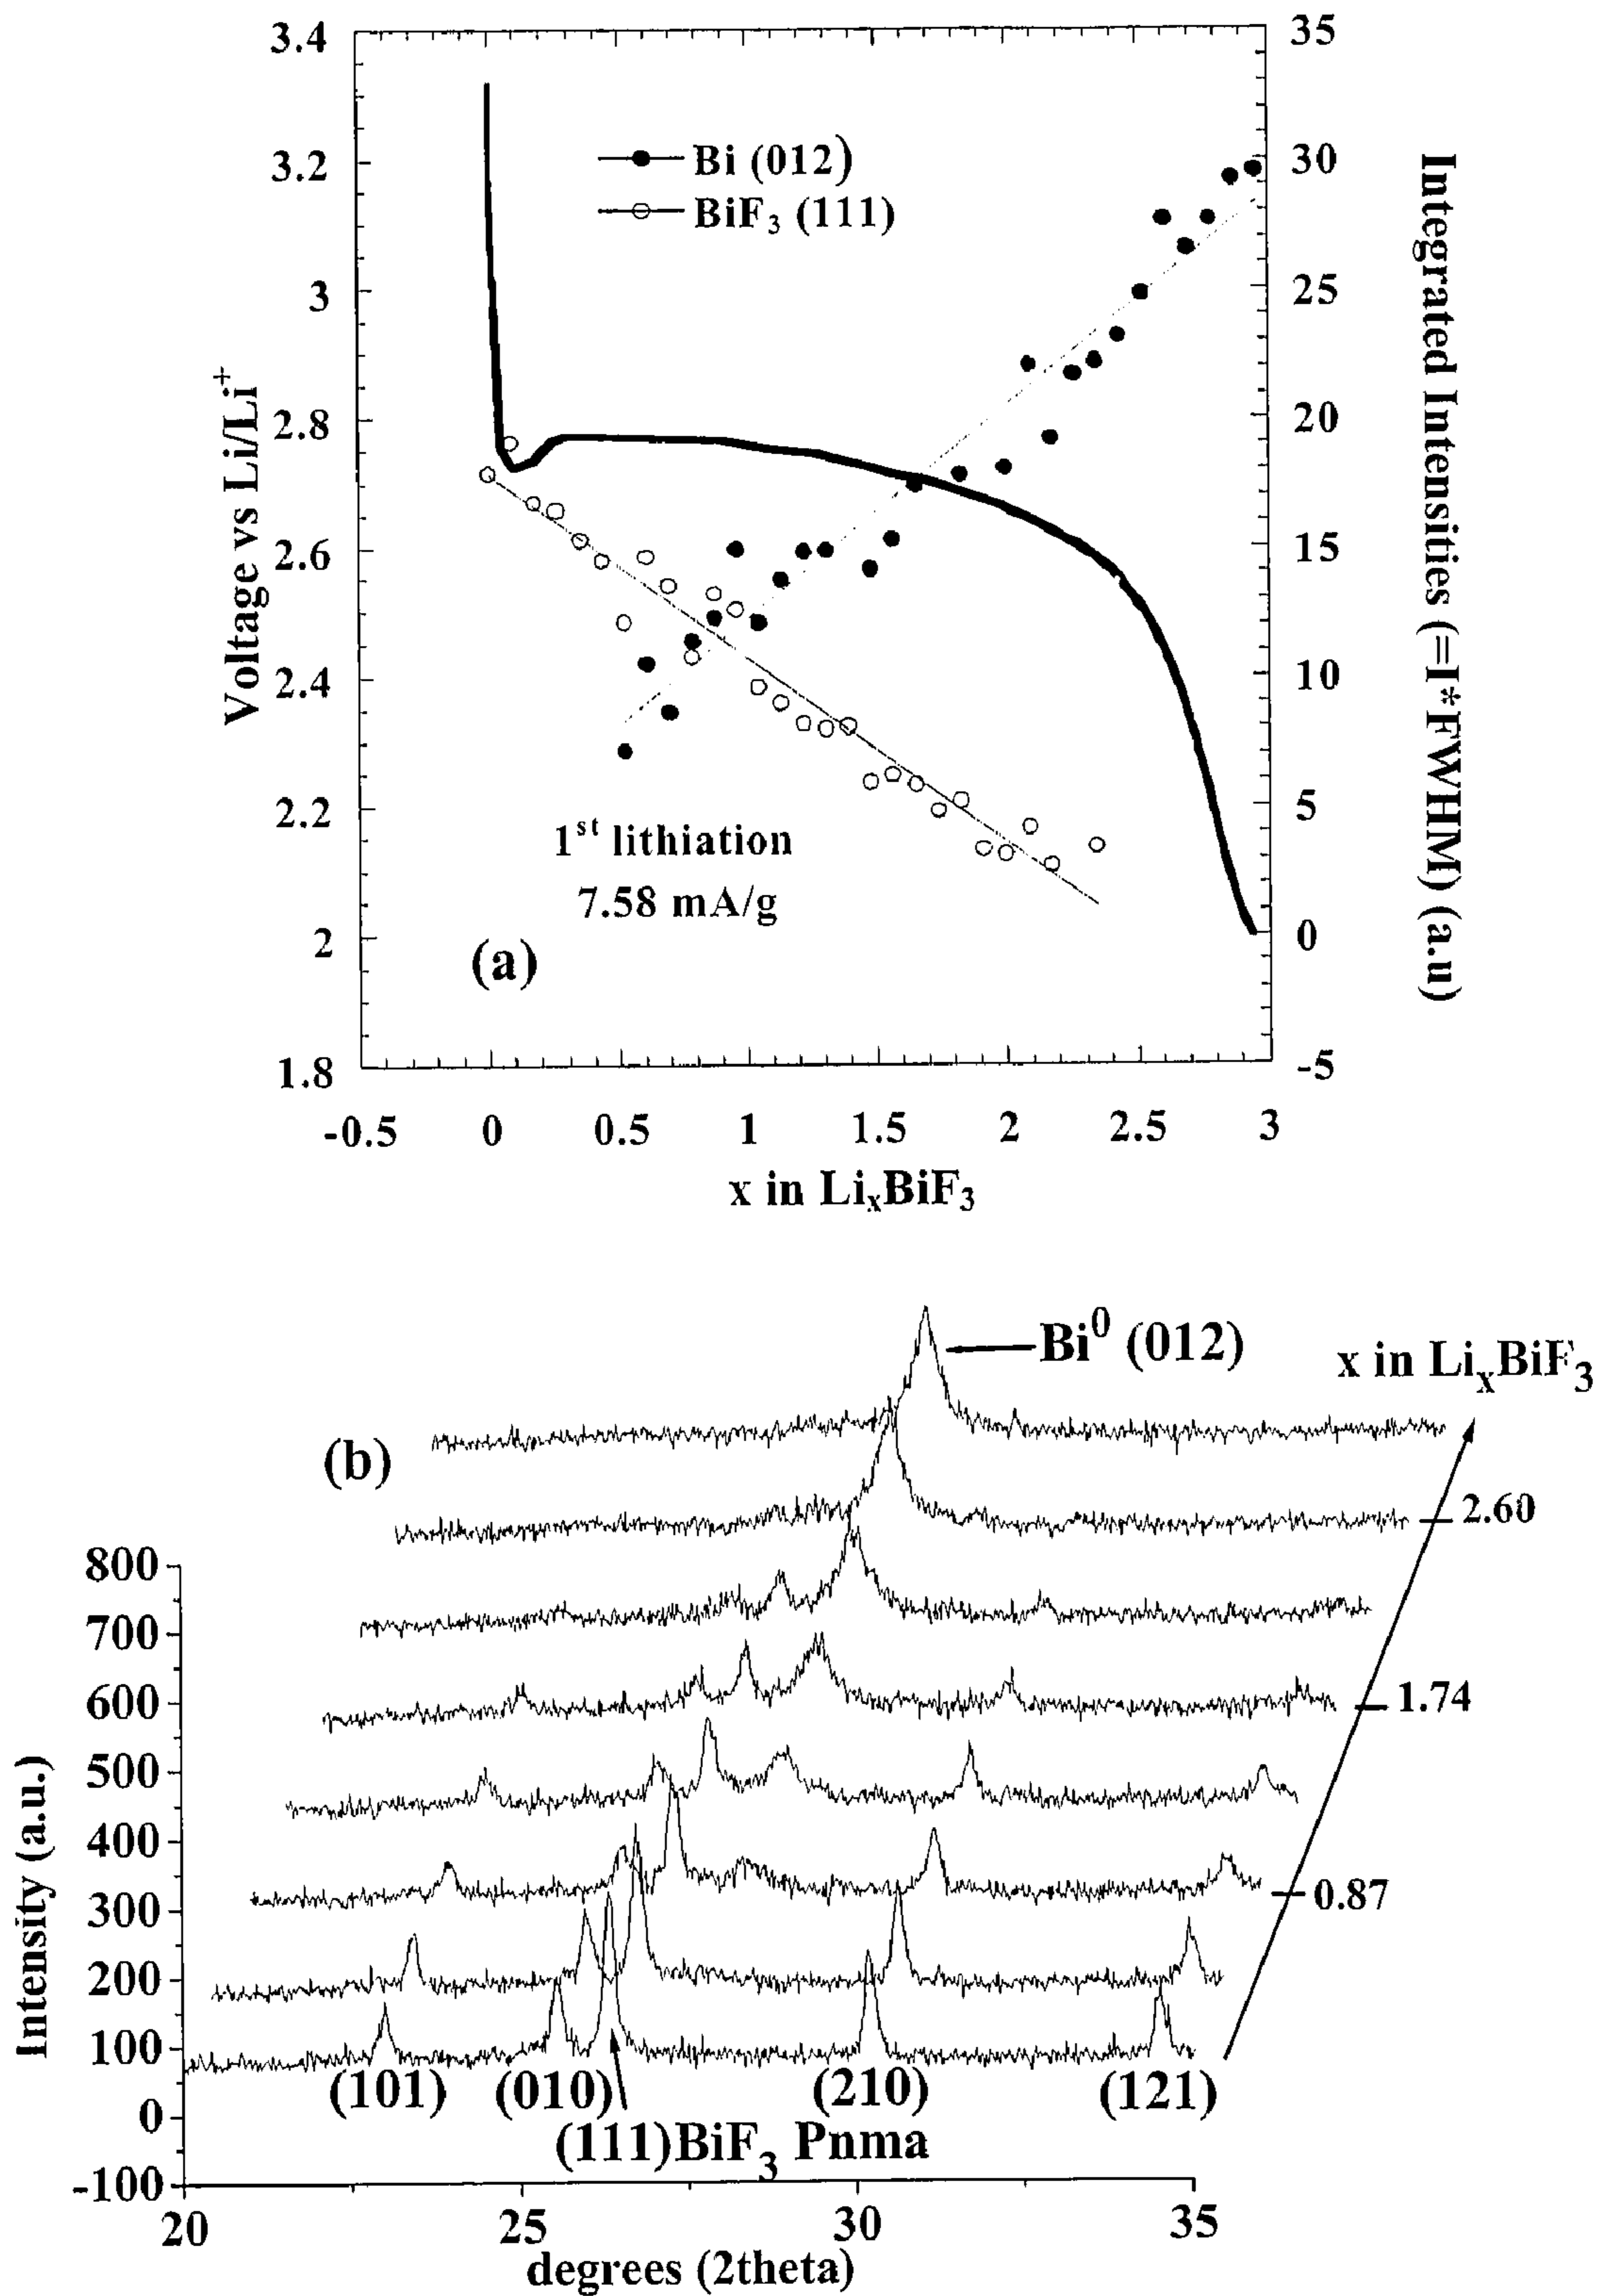 3.4
3.2
3
2.8
2.6
2.4
2.2
2
1.8
Voltage vs Li/Li⁺
35
30
25
20
15
10
5
0
-5
Integrated Intensities (=I*FWHM) (a.u)
Bi (012)
BiF₃ (111)
1ˢᵗ lithiation
7.58 mA/g
(a)
-0.5 0 0.5 1 1.5 2 2.5 3
x in LiₓBiF₃
Bi⁰ (012)
x in LiₓBiF₃
(b)
2.60
1.74
0.87
800
700
600
500
400
300
200
100
0
-100
Intensity (a.u.)
(101) (010) (210) (121)
(111)BiF₃ Pnma
20 25 30 35
degrees (2theta)